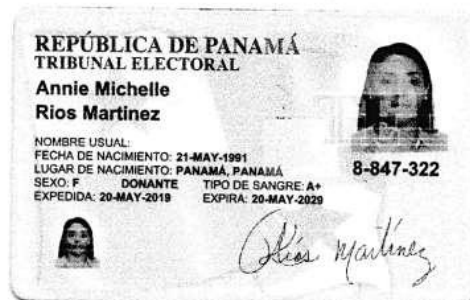 REPÚBLICA DE PANAMÁ
TRIBUNAL ELECTORAL
Annie Michelle
Rios Martinez
NOMBRE USUAL:
FECHA DE NACIMIENTO: 21-MAY-1991
LUGAR DE NACIMIENTO: PANAMÁ, PANAMÁ
SEXO: F DONANTE TIPO DE SANGRE: A+
EXPEDIDA: 20-MAY-2019 EXPIRA: 20-MAY-2029
8-847-322
Ríos Martínez